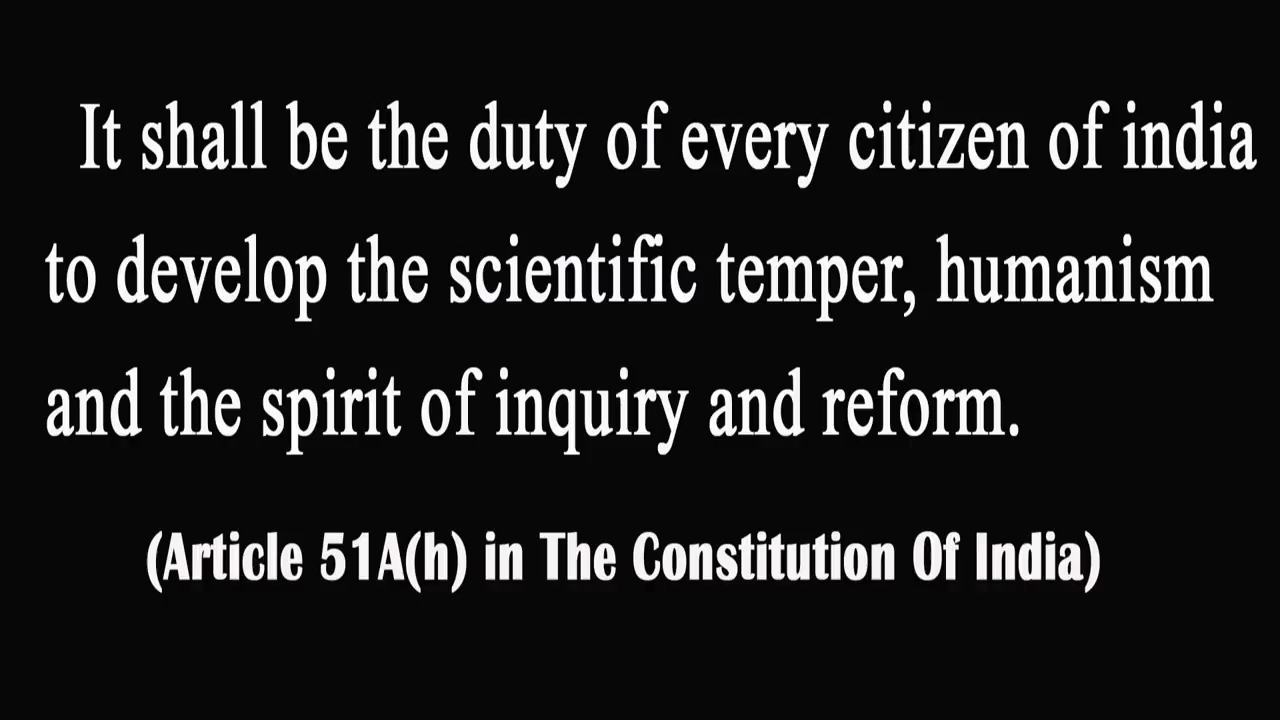 It shall be the duty of every citizen of india
to develop the scientific temper, humanism
and the spirit of inquiry and reform.
(Article 51A(h) in The Constitution Of India)